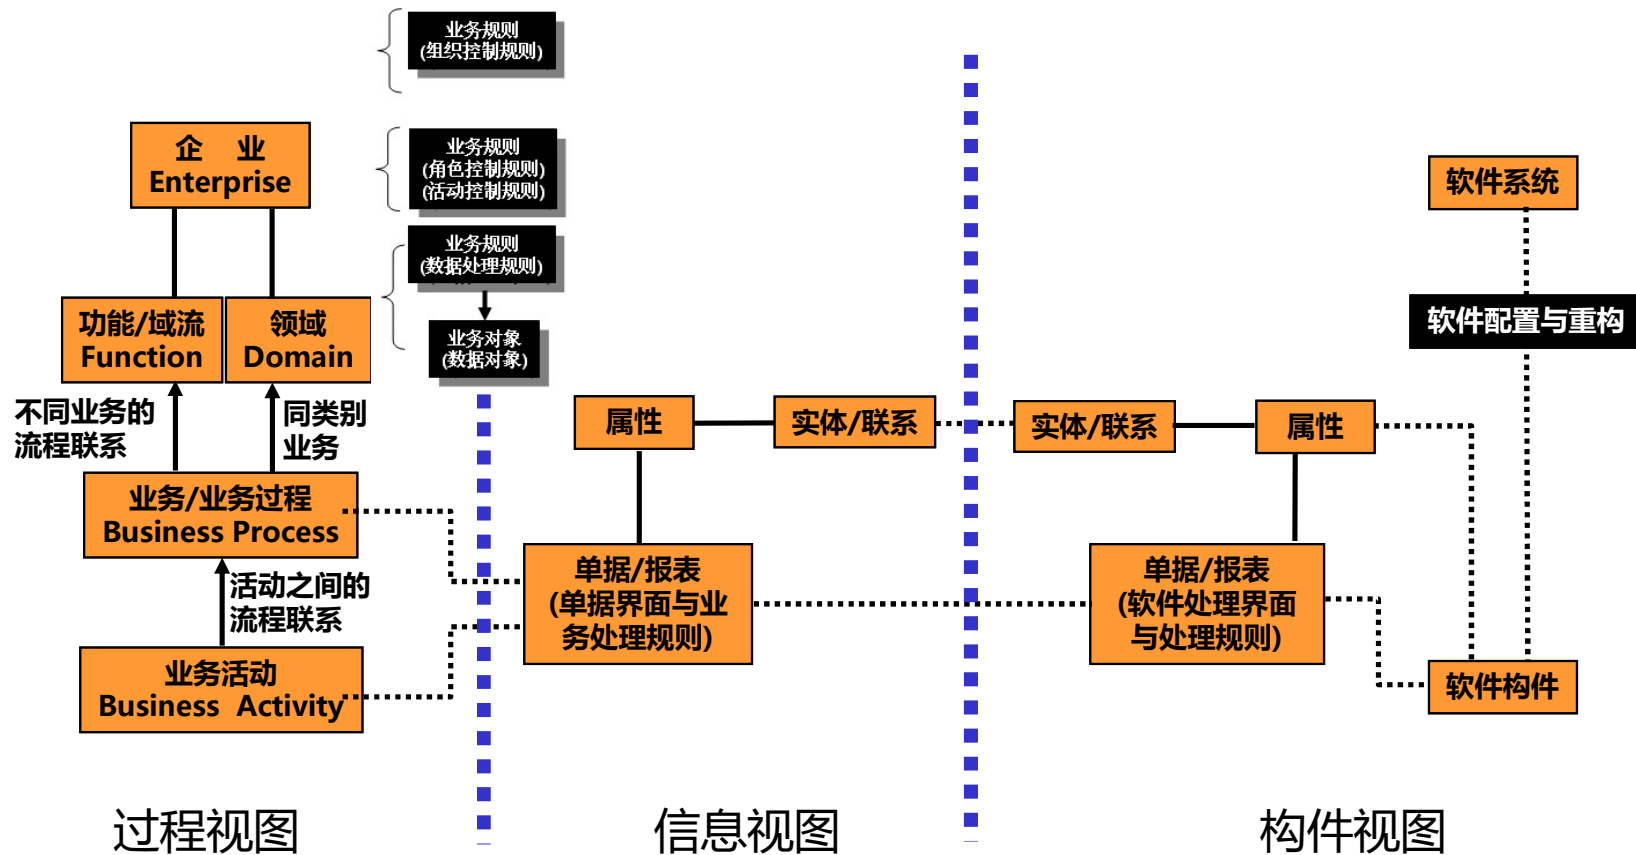 业务规则
(组织控制规则)
企 业
Enterprise
业务规则
(角色控制规则)
(活动控制规则)
业务规则
(数据处理规则)
业务对象
(数据对象)
功能/域流
Function
领域
Domain
不同业务的
流程联系
同类别
业务
业务/业务过程
Business Process
活动之间的
流程联系
业务活动
Business Activity
过程视图
属性
实体/联系
单据/报表
(单据界面与业
务处理规则)
信息视图
实体/联系
属性
单据/报表
(软件处理界面
与处理规则)
软件系统
软件配置与重构
软件构件
构件视图